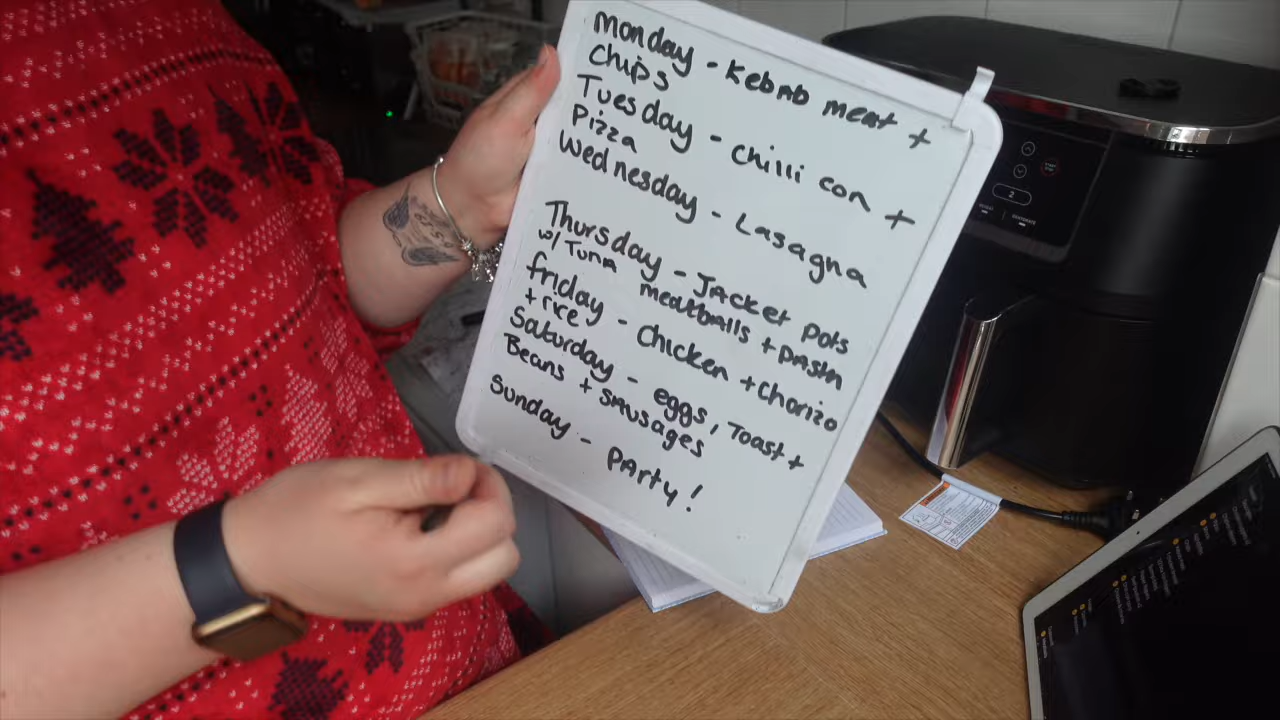 Monday - Kebab meat +
Chips
Tuesday - Chilli con +
Pizza
Wednesday - Lasagna
Thursday - Jacket pots
w/ Tuna meatballs + pasta
friday - Chicken + Chorizo
+ rice
Saturday - eggs, Toast +
Beans + sausages
Sunday - Party!
2